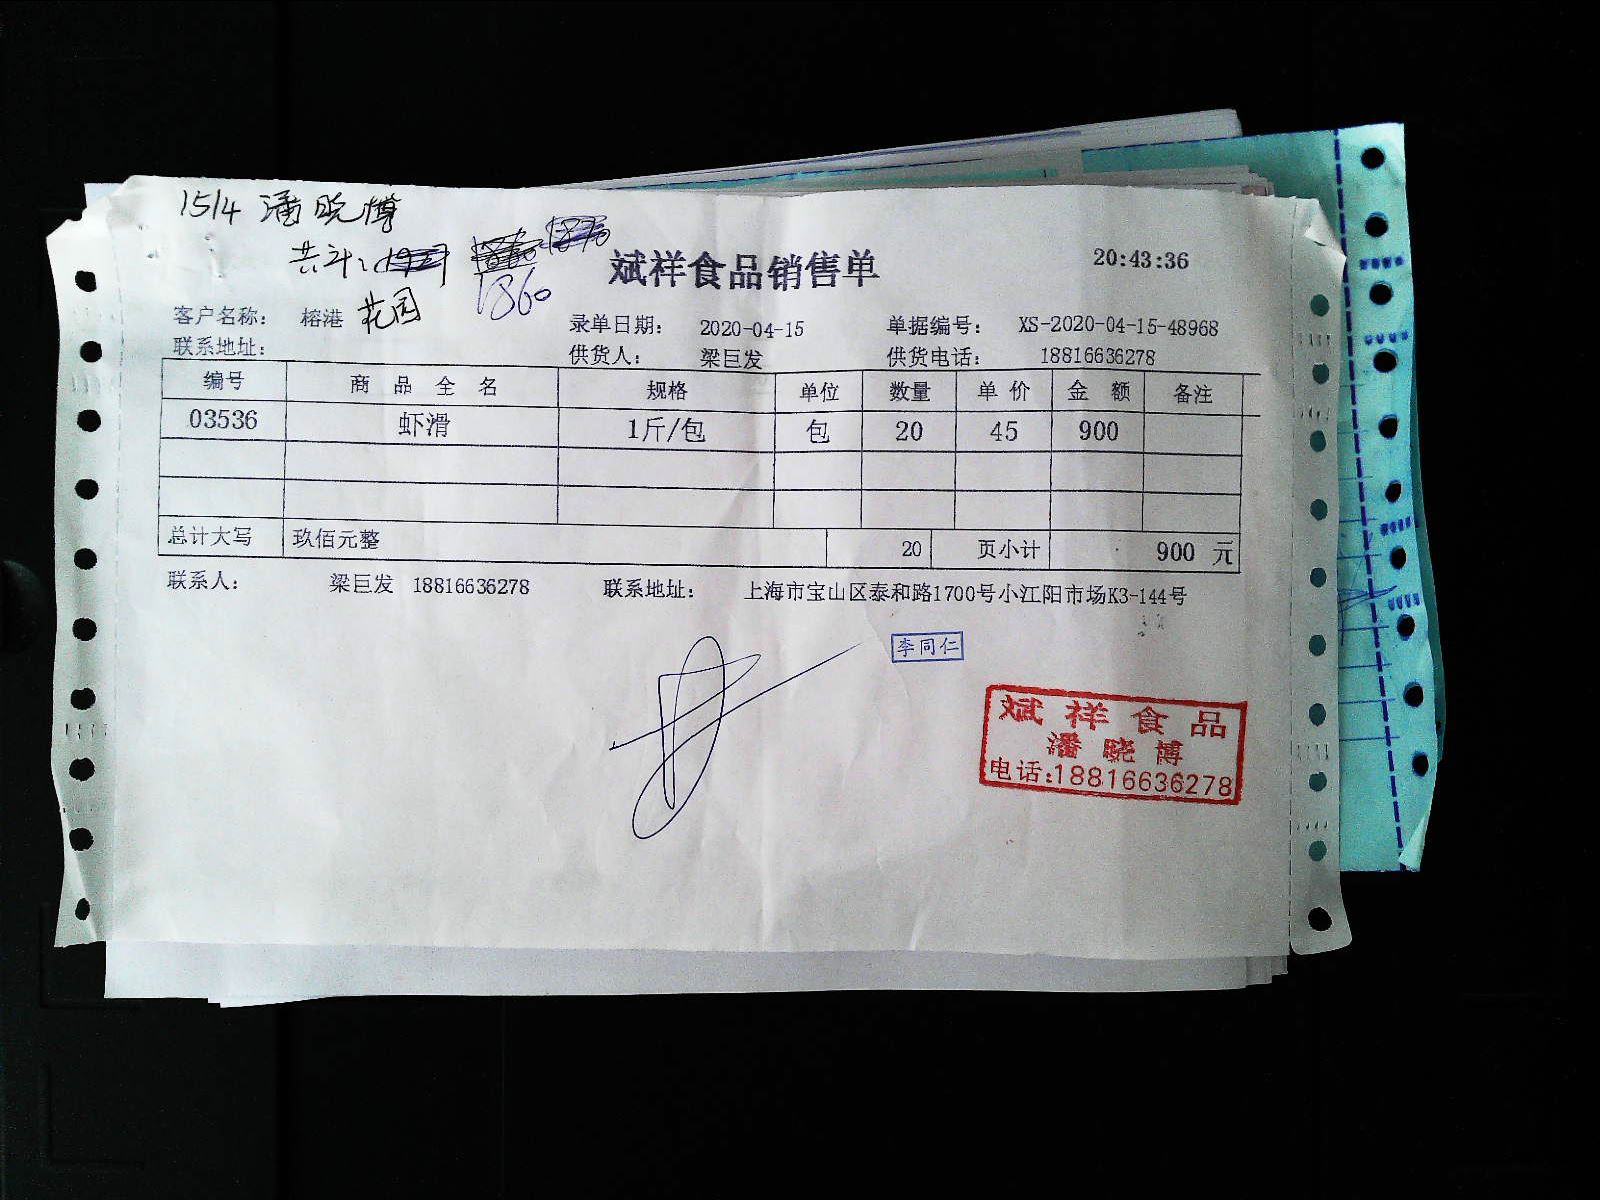 15/4 潘晓博
共计: 1860
斌祥食品销售单 20:43:36
客户名称: 榕港 花园 录单日期: 2020-04-15 单据编号: XS-2020-04-15-48968
联系地址: 供货人: 梁巨发 供货电话: 18816636278
编号 商品全名 规格 单位 数量 单价 金额 备注
03536 虾滑 1斤/包 包 20 45 900
总计大写 玖佰元整 20 页小计 900 元
联系人: 梁巨发 18816636278 联系地址: 上海市宝山区泰和路1700号小江阳市场K3-144号
李同仁
斌祥食品
潘晓博
电话:18816636278